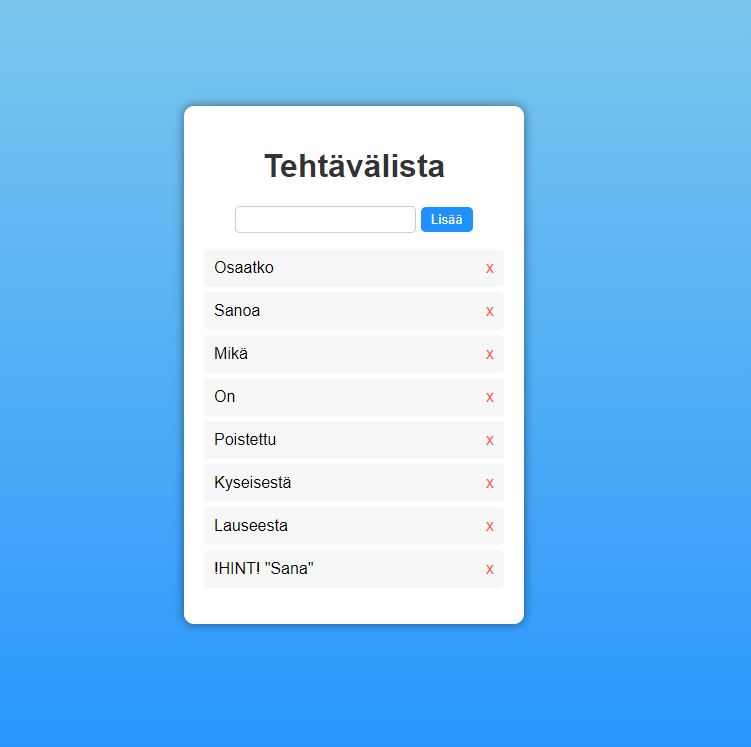 Tehtävälista
Lisää
Osaatko x
Sanoa x
Mikä x
On x
Poistettu x
Kyseisestä x
Lauseesta x
!HINT! "Sana" x